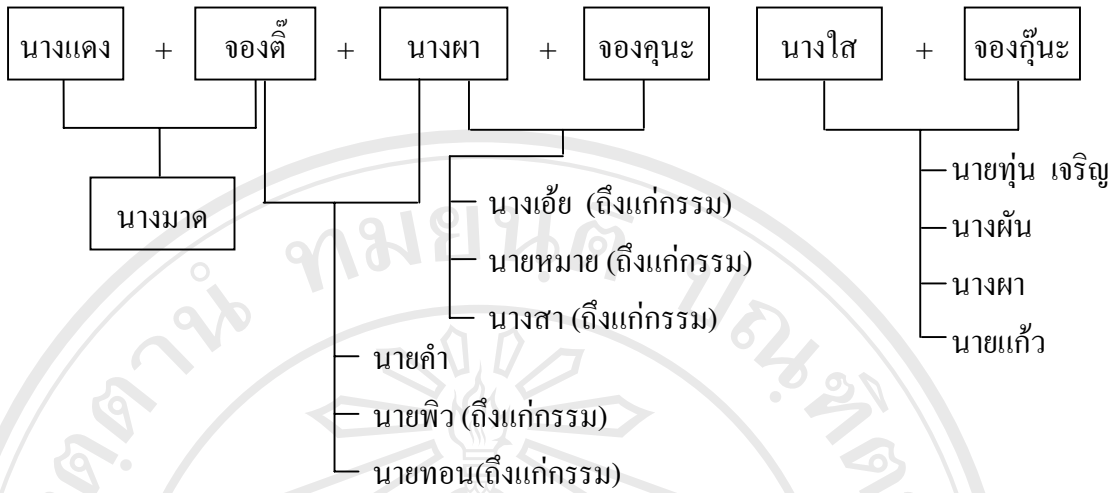 นางแดง + จองติ๊ + นางผา + จองคุนะ นางใส + จองกุ๊นะ
นางมาด
นางเอ้ย (ถึงแก่กรรม)
นายหมาย (ถึงแก่กรรม)
นางสา (ถึงแก่กรรม)
นายคำ
นายพิว (ถึงแก่กรรม)
นายทอน(ถึงแก่กรรม)
นายทุ่น เจริญ
นางผัน
นางผา
นายแก้ว